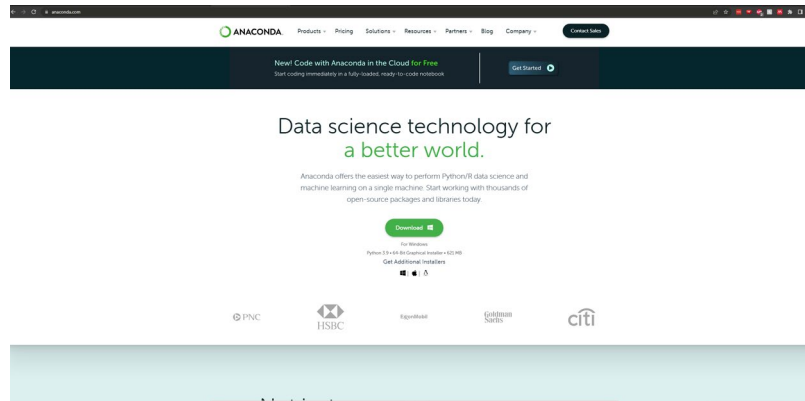 anaconda.com
ANACONDA.
Products Pricing Solutions Resources Partners Blog Company Contact Sales
New! Code with Anaconda in the Cloud for Free
Start coding immediately in a fully-loaded, ready-to-code notebook
Get Started
Data science technology for
a better world.
Anaconda offers the easiest way to perform Python/R data science and
machine learning on a single machine. Start working with thousands of
open-source packages and libraries today.
Download
For Windows
Python 3.9 • 64-Bit Graphical Installer • 621 MB
Get Additional Installers
PNC
HSBC
ExxonMobil
Goldman
Sachs
citi